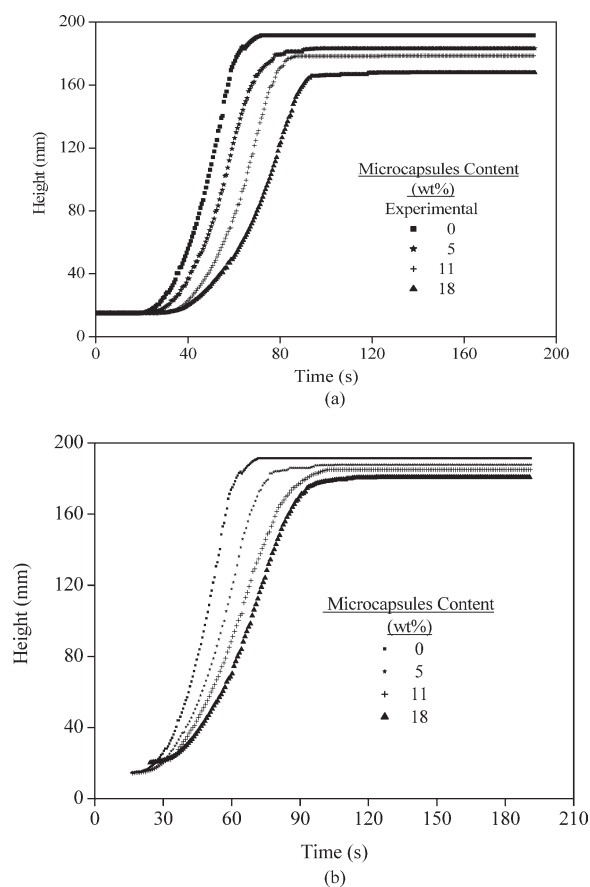 200
160
120
80
40
0
Height (mm)
Microcapsules Content
(wt%)
Experimental
0
5
11
18
0 40 80 120 160 200
Time (s)
(a)
200
160
120
80
40
0
Height (mm)
Microcapsules Content
(wt%)
0
5
11
18
0 30 60 90 120 150 180 210
Time (s)
(b)